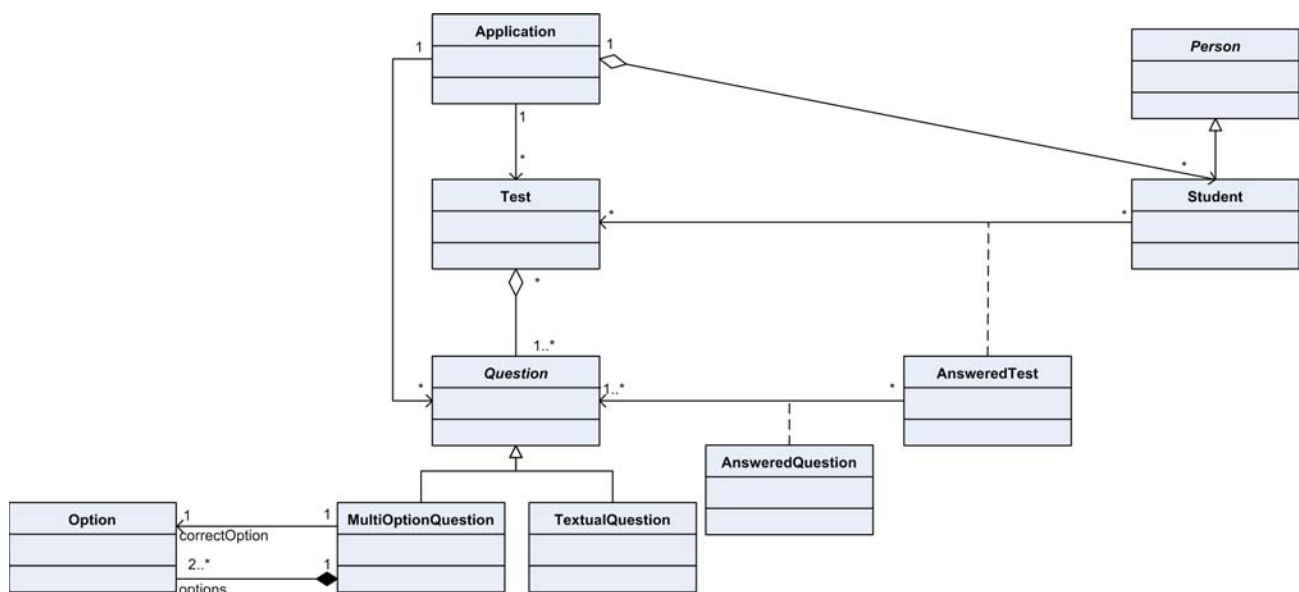 Application
Person
1
1
1
*
*
Test
Student
*
*
*
1..*
Question
AnsweredTest
*
1..*
*
AnsweredQuestion
Option
MultiOptionQuestion
TextualQuestion
1
1
correctOption
2..*
1
options